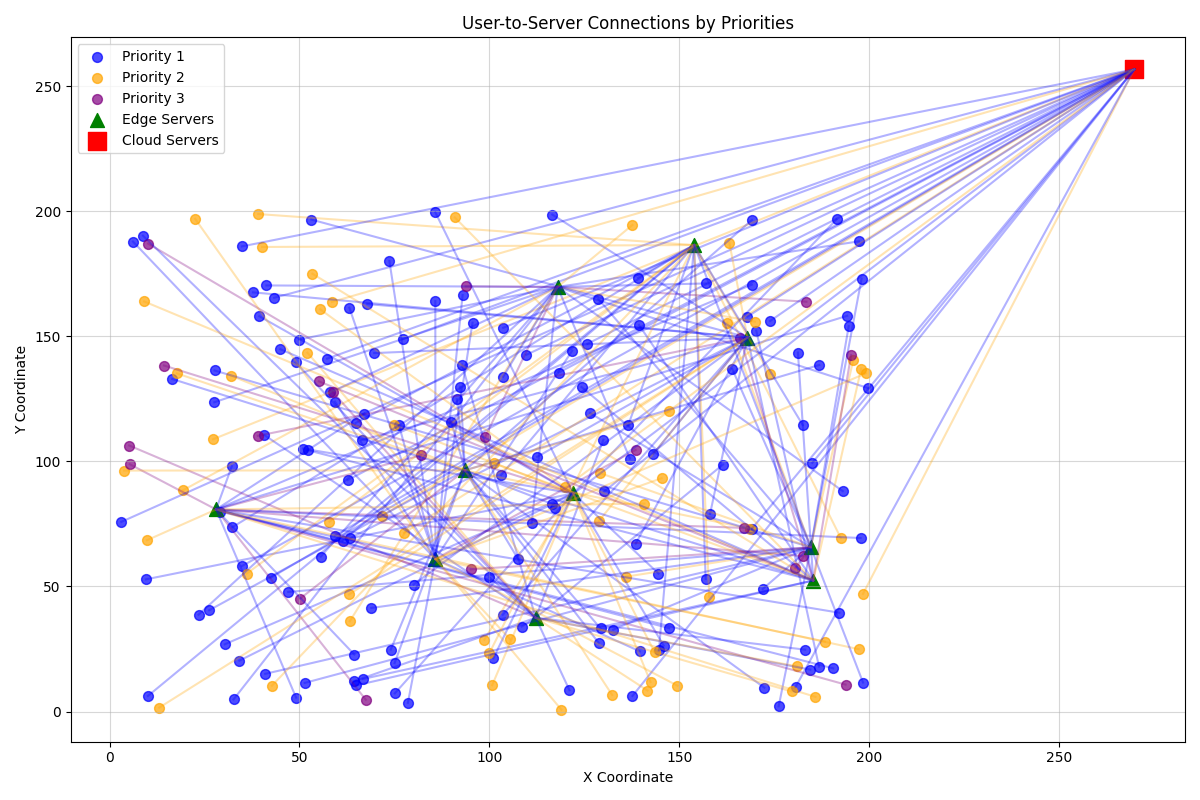 User-to-Server Connections by Priorities
Priority 1
Priority 2
Priority 3
Edge Servers
Cloud Servers
Y Coordinate
250
200
150
100
50
0
0 50 100 150 200 250
X Coordinate